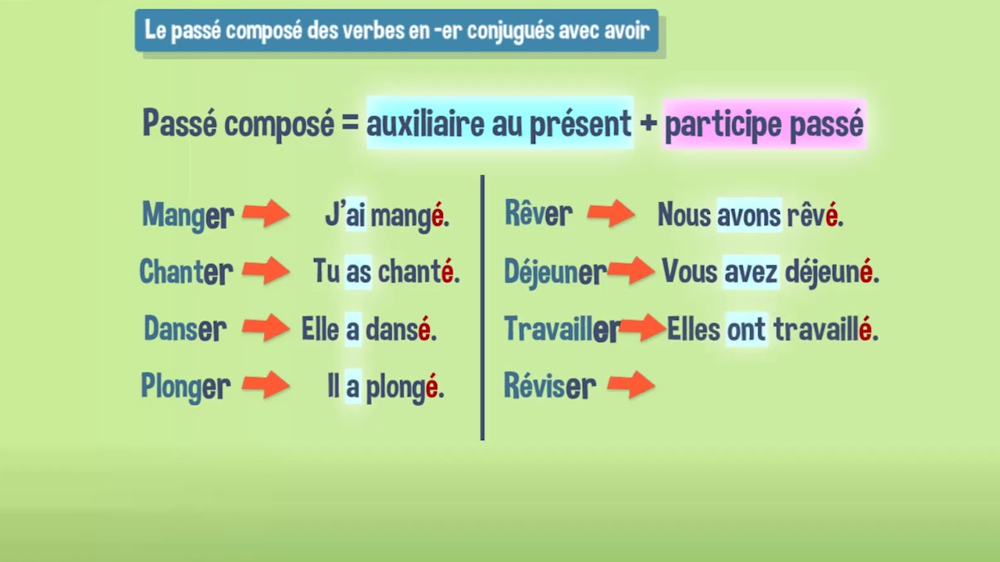 Le passé composé des verbes en -er conjugués avec avoir
Passé composé = auxiliaire au présent + participe passé
Manger J'ai mangé.
Chanter Tu as chanté.
Danser Elle a dansé.
Plonger Il a plongé.
Rêver Nous avons rêvé.
Déjeuner Vous avez déjeuné.
Travailler Elles ont travaillé.
Réviser